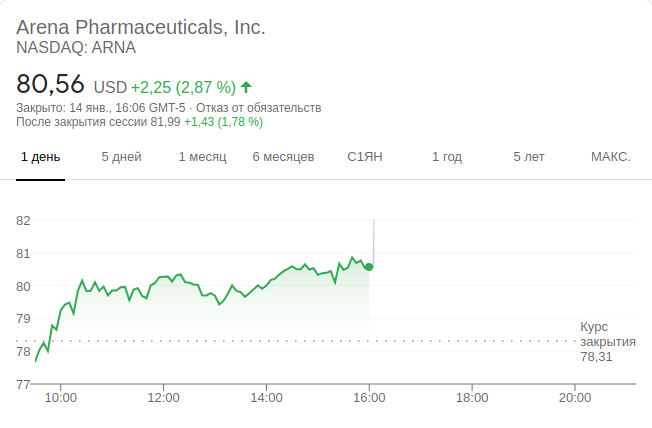 Arena Pharmaceuticals, Inc.
NASDAQ: ARNA
80,56 USD +2,25 (2,87 %)
Закрыто: 14 янв., 16:06 GMT-5 · Отказ от обязательств
После закрытия сессии 81,99 +1,43 (1,78 %)
1 день 5 дней 1 месяц 6 месяцев С1ЯН 1 год 5 лет МАКС.
82
81
80
79
Курс
закрытия
78,31
78
77
10:00 12:00 14:00 16:00 18:00 20:00